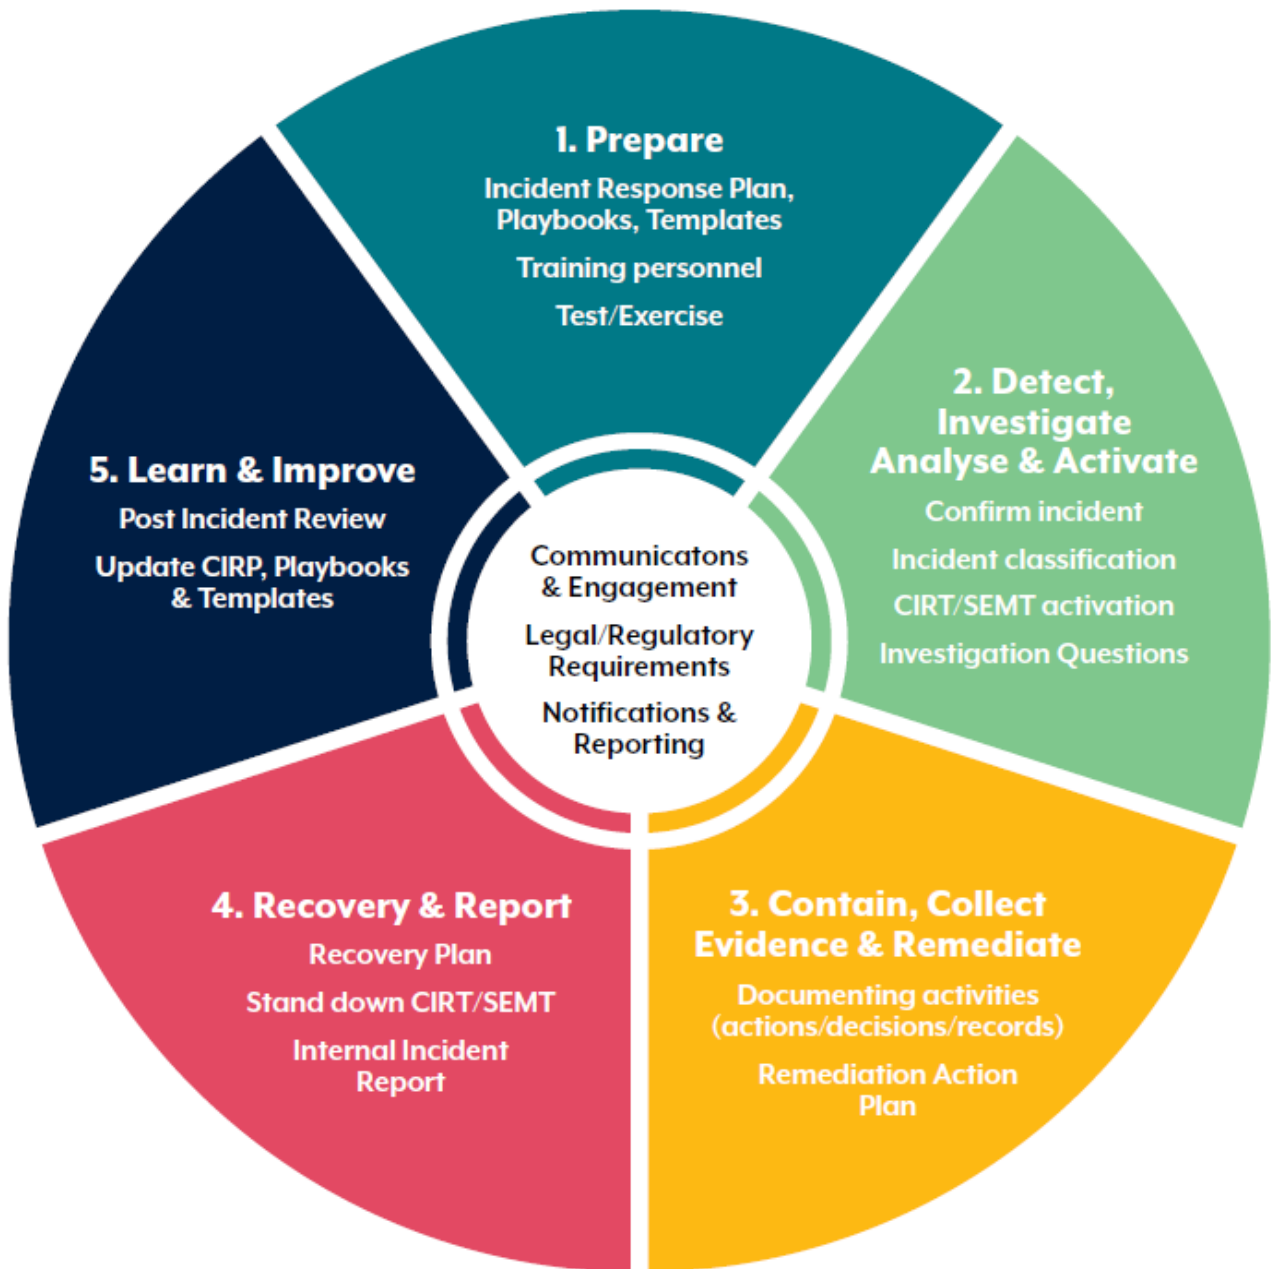 1. Prepare
Incident Response Plan,
Playbooks, Templates
Training personnel
Test/Exercise
2. Detect,
Investigate
Analyse & Activate
Confirm incident
Incident classification
CIRT/SEMT activation
Investigation Questions
3. Contain, Collect
Evidence & Remediate
Documenting activities
(actions/decisions/records)
Remediation Action
Plan
4. Recovery & Report
Recovery Plan
Stand down CIRT/SEMT
Internal Incident
Report
5. Learn & Improve
Post Incident Review
Update CIRP, Playbooks
& Templates
Communicatons
& Engagement
Legal/Regulatory
Requirements
Notifications &
Reporting